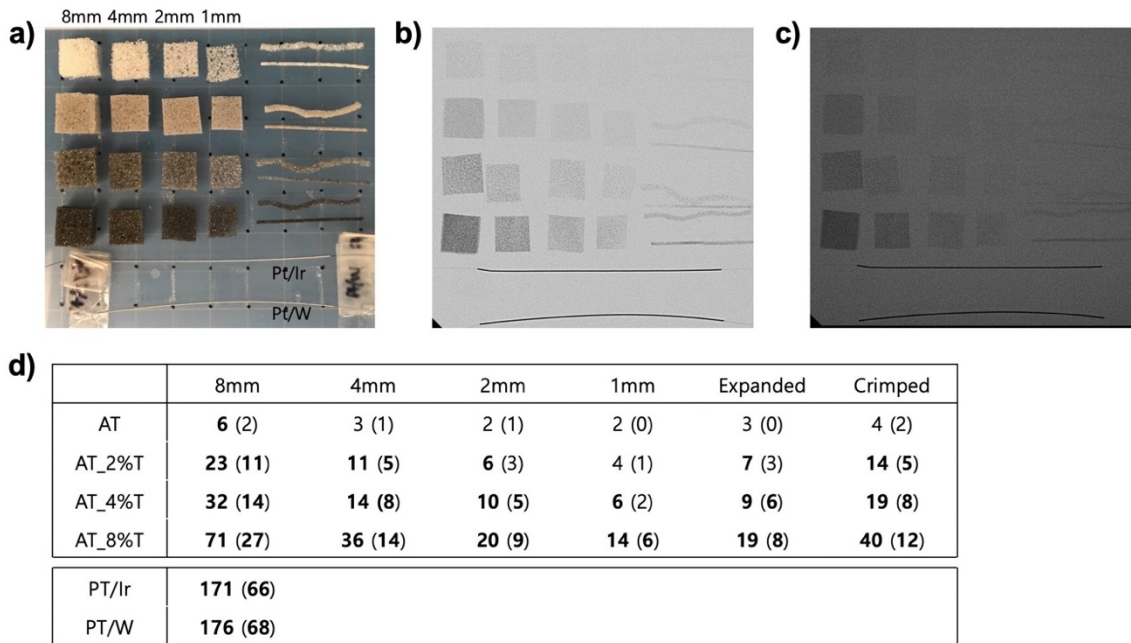 a)
8mm 4mm 2mm 1mm
Pt/Ir
Pt/W
b)
c)
d)
8mm 4mm 2mm 1mm Expanded Crimped
AT 6 (2) 3 (1) 2 (1) 2 (0) 3 (0) 4 (2)
AT_2%T 23 (11) 11 (5) 6 (3) 4 (1) 7 (3) 14 (5)
AT_4%T 32 (14) 14 (8) 10 (5) 6 (2) 9 (6) 19 (8)
AT_8%T 71 (27) 36 (14) 20 (9) 14 (6) 19 (8) 40 (12)
PT/Ir 171 (66)
PT/W 176 (68)